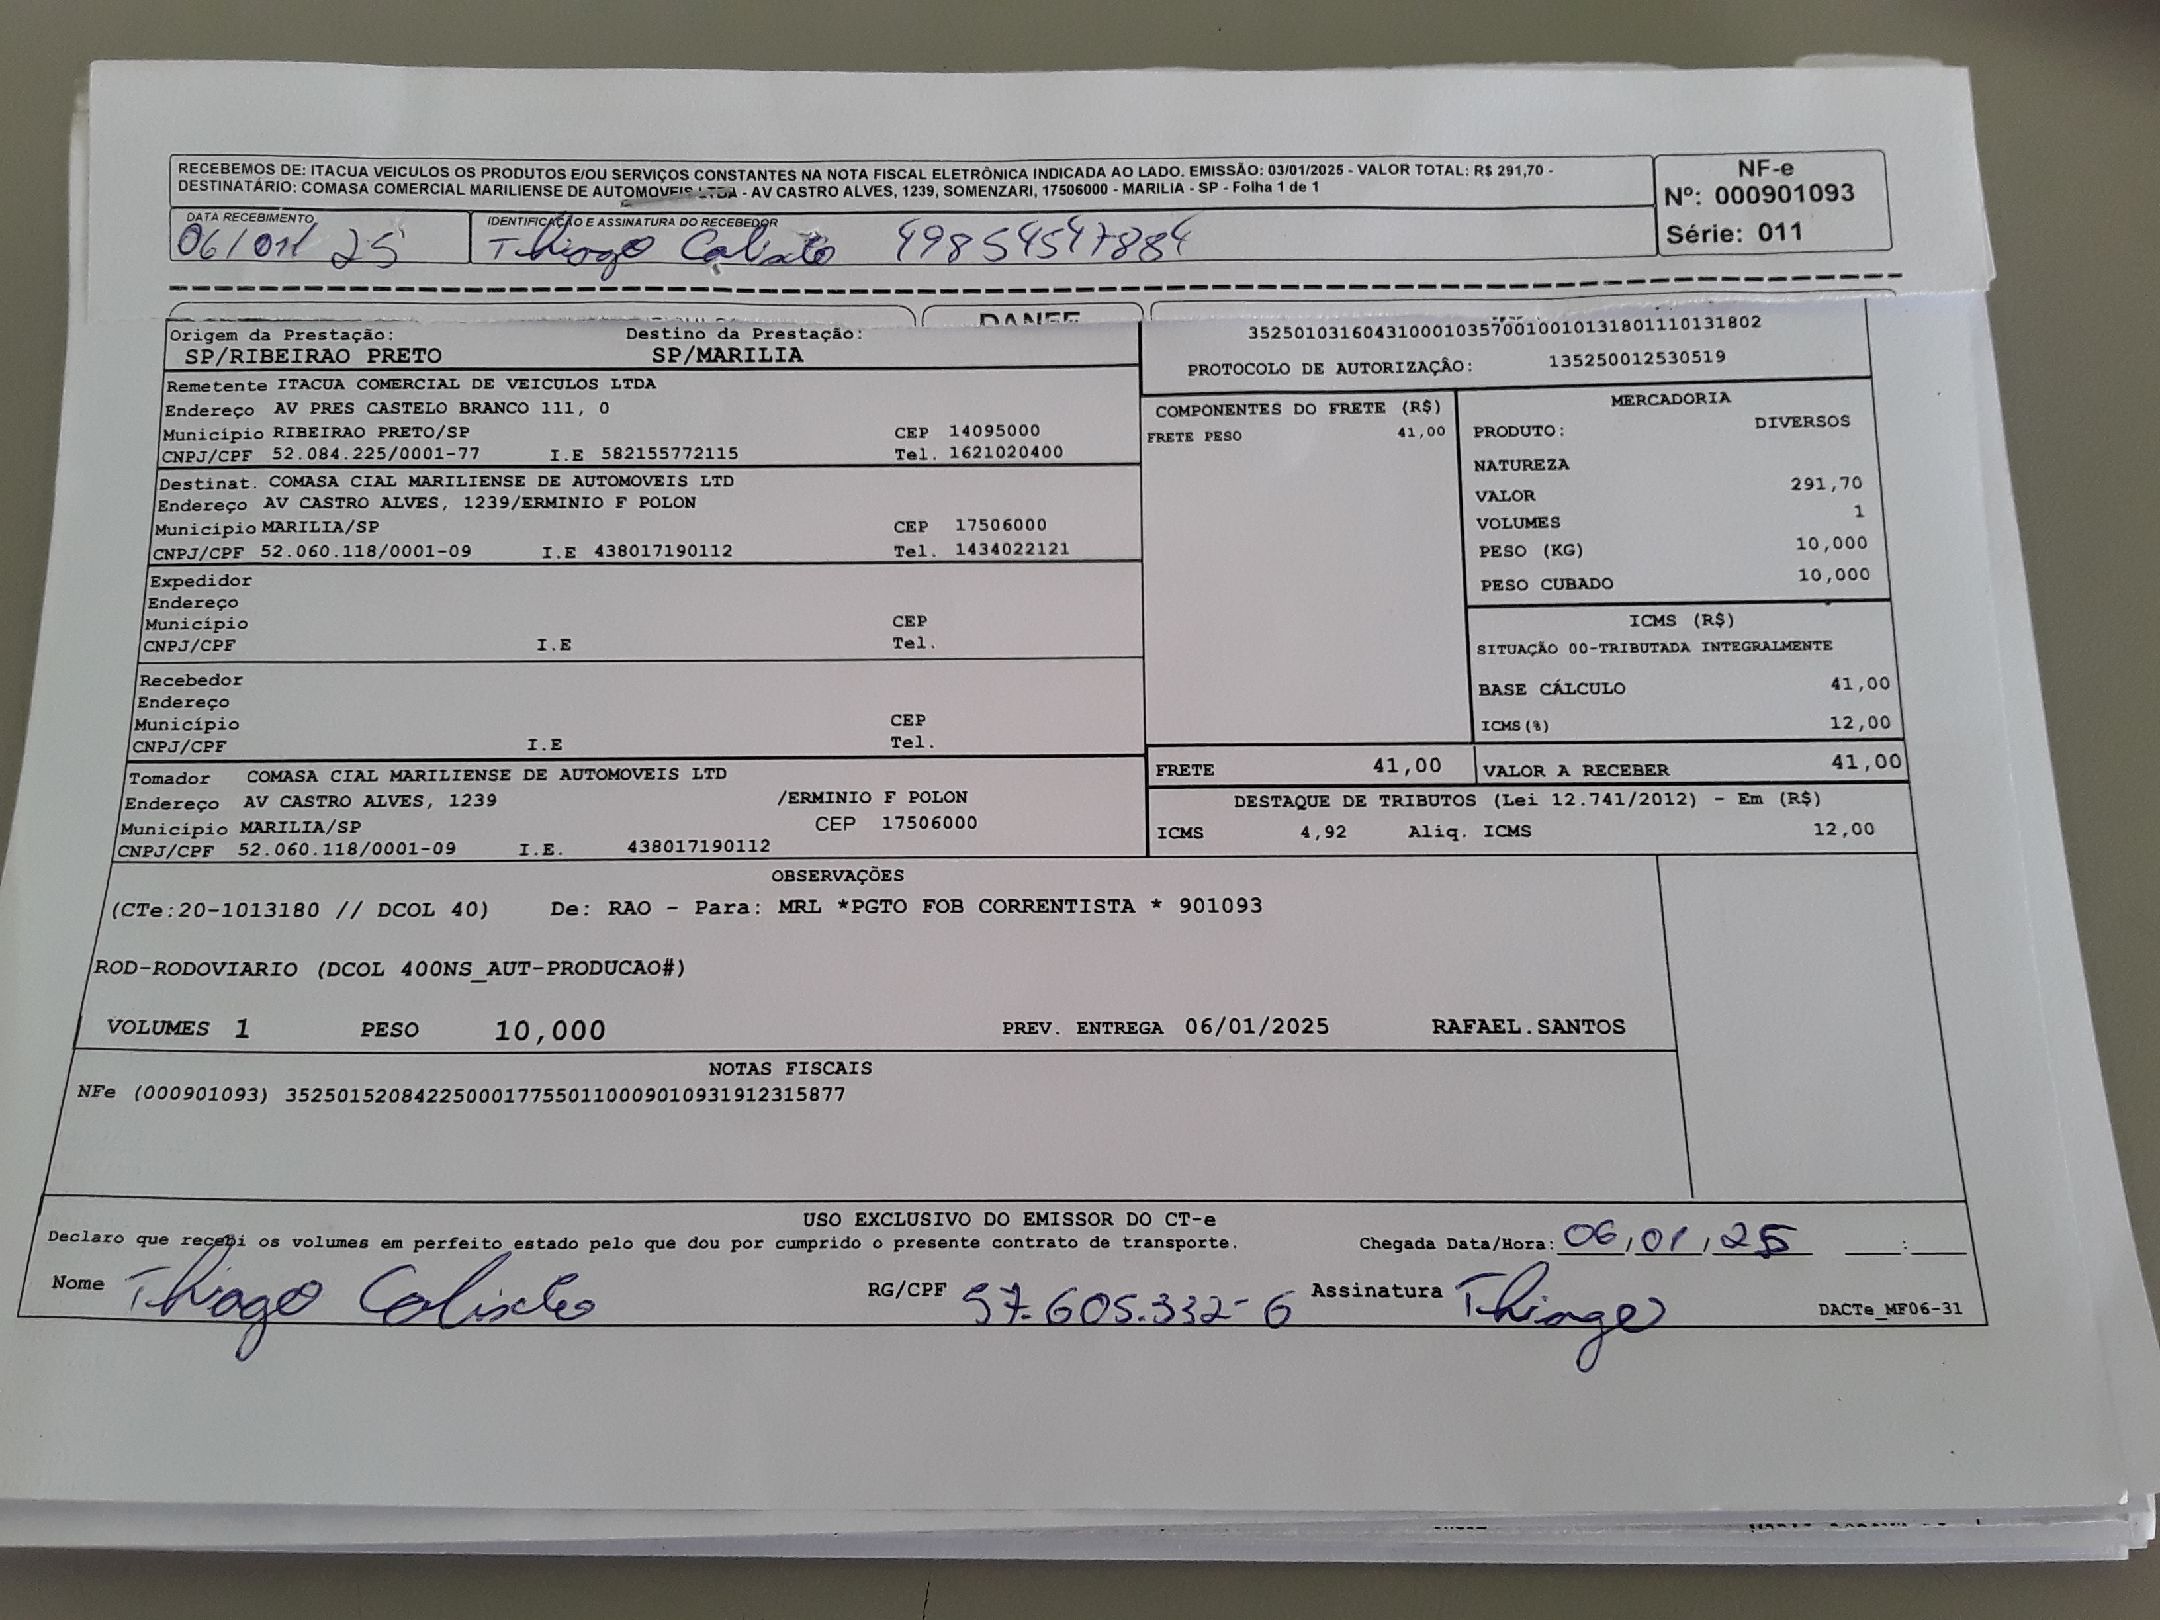 RECEBEMOS DE: ITACUA VEICULOS OS PRODUTOS E/OU SERVIÇOS CONSTANTES NA NOTA FISCAL ELETRÔNICA INDICADA AO LADO. EMISSÃO: 03/01/2025 - VALOR TOTAL: R$ 291,70 -
DESTINATÁRIO: COMASA COMERCIAL MARILIENSE DE AUTOMOVEIS LTDA - AV CASTRO ALVES, 1239, SOMENZARI, 17506000 - MARILIA - SP - Folha 1 de 1
NF-e
Nº: 000901093
Série: 011
DATA RECEBIMENTO
06/01/25
IDENTIFICAÇÃO E ASSINATURA DO RECEBEDOR
Thiago Calixto 49854547884
DANFE
Origem da Prestação: Destino da Prestação:
SP/RIBEIRAO PRETO SP/MARILIA
35250103160431000103570010010131801110131802
PROTOCOLO DE AUTORIZAÇÂO: 135250012530519
Remetente ITACUA COMERCIAL DE VEICULOS LTDA
Endereço AV PRES CASTELO BRANCO 111, 0
Município RIBEIRAO PRETO/SP CEP 14095000
CNPJ/CPF 52.084.225/0001-77 I.E 582155772115 Tel. 1621020400
Destinat. COMASA CIAL MARILIENSE DE AUTOMOVEIS LTD
Endereço AV CASTRO ALVES, 1239/ERMINIO F POLON
Município MARILIA/SP CEP 17506000
CNPJ/CPF 52.060.118/0001-09 I.E 438017190112 Tel. 1434022121
Expedidor
Endereço
Município CEP
CNPJ/CPF I.E Tel.
Recebedor
Endereço
Município CEP
CNPJ/CPF I.E Tel.
Tomador COMASA CIAL MARILIENSE DE AUTOMOVEIS LTD
Endereço AV CASTRO ALVES, 1239 /ERMINIO F POLON
Município MARILIA/SP CEP 17506000
CNPJ/CPF 52.060.118/0001-09 I.E. 438017190112
COMPONENTES DO FRETE (R$)
FRETE PESO 41,00
MERCADORIA
PRODUTO: DIVERSOS
NATUREZA
VALOR 291,70
VOLUMES 1
PESO (KG) 10,000
PESO CUBADO 10,000
ICMS (R$)
SITUAÇÃO 00-TRIBUTADA INTEGRALMENTE
BASE CÁLCULO 41,00
ICMS(%) 12,00
FRETE 41,00 VALOR A RECEBER 41,00
DESTAQUE DE TRIBUTOS (Lei 12.741/2012) - Em (R$)
ICMS 4,92 Aliq. ICMS 12,00
OBSERVAÇÕES
(CTe:20-1013180 // DCOL 40) De: RAO - Para: MRL *PGTO FOB CORRENTISTA * 901093
ROD-RODOVIARIO (DCOL 400NS_AUT-PRODUCAO#)
VOLUMES 1 PESO 10,000 PREV. ENTREGA 06/01/2025 RAFAEL.SANTOS
NOTAS FISCAIS
NFe (000901093) 35250152084225000177550110009010931912315877
USO EXCLUSIVO DO EMISSOR DO CT-e
Declaro que recebi os volumes em perfeito estado pelo que dou por cumprido o presente contrato de transporte. Chegada Data/Hora: 06/01/25 :
Nome Thiago Calixto RG/CPF 57.605.332-6 Assinatura Thiago
DACTe_MF06-31